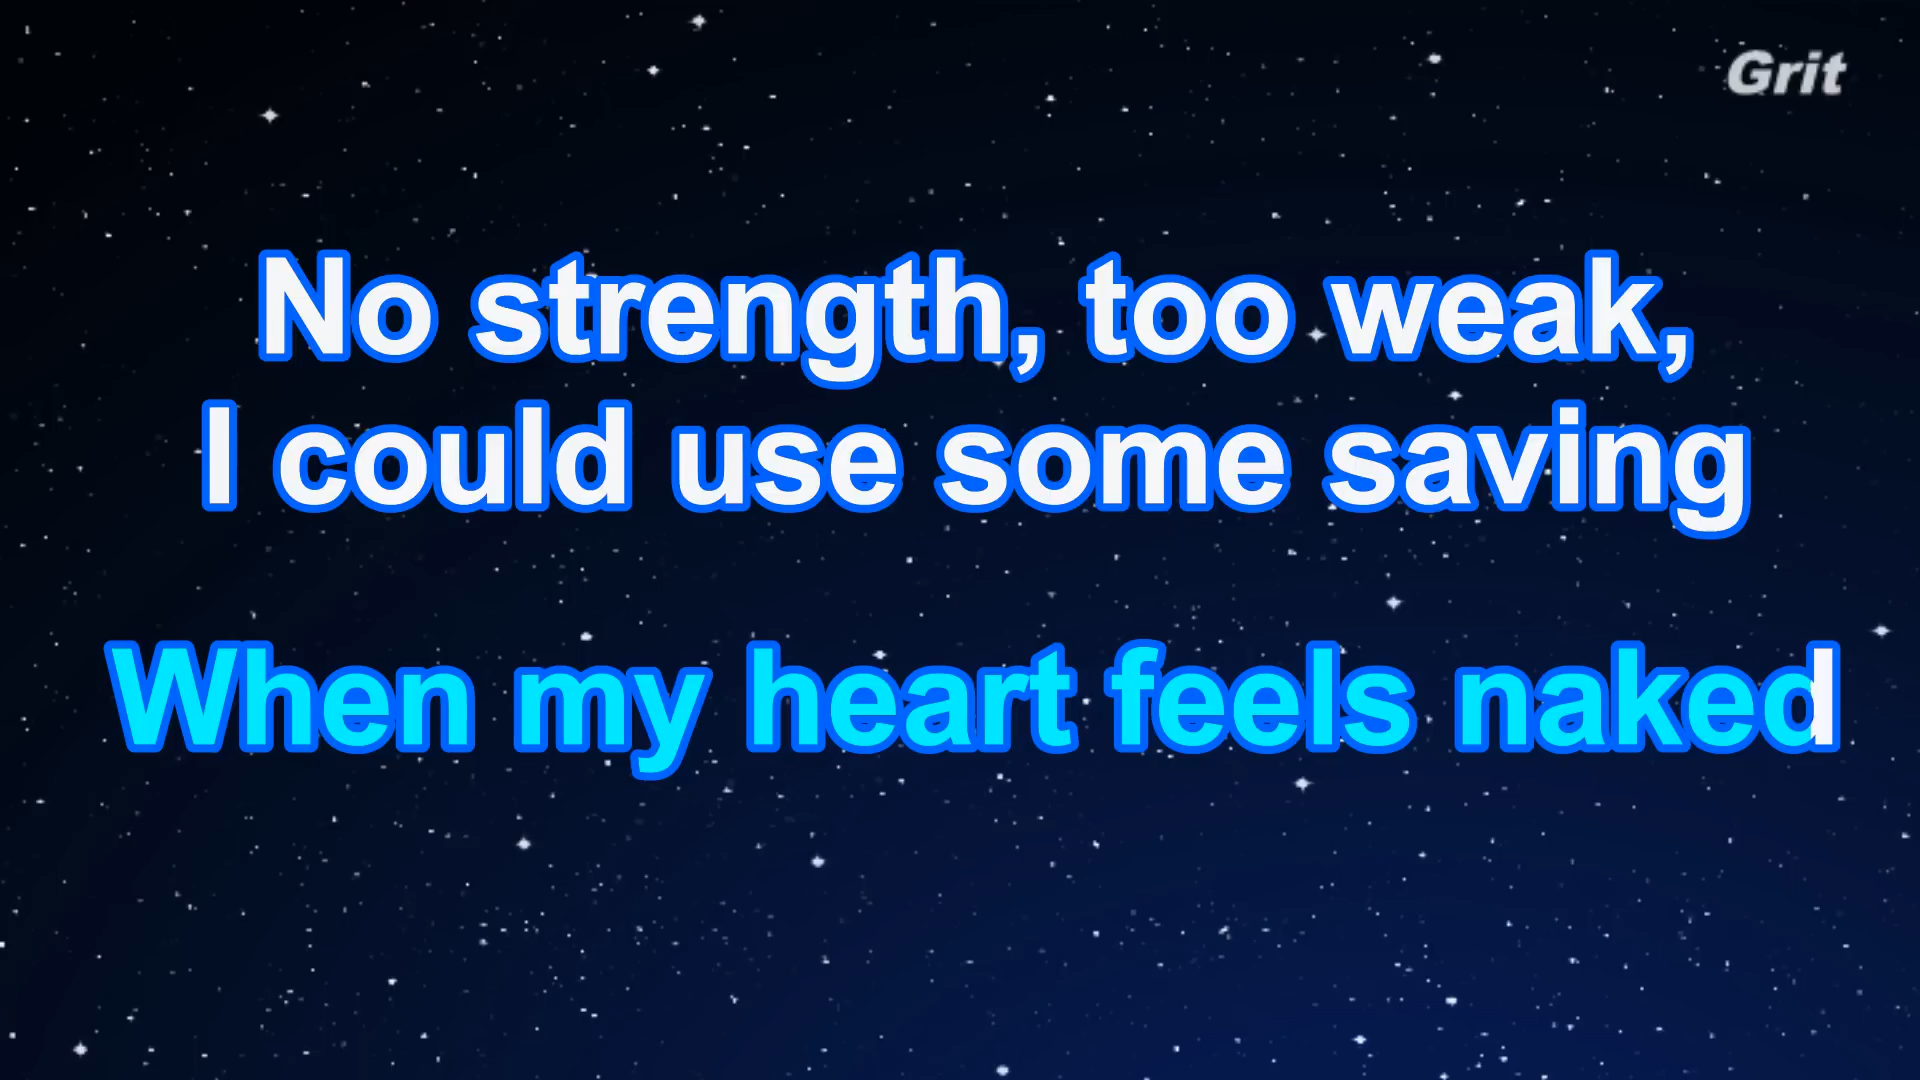 Grit
No strength, too weak,
I could use some saving
When my heart feels naked